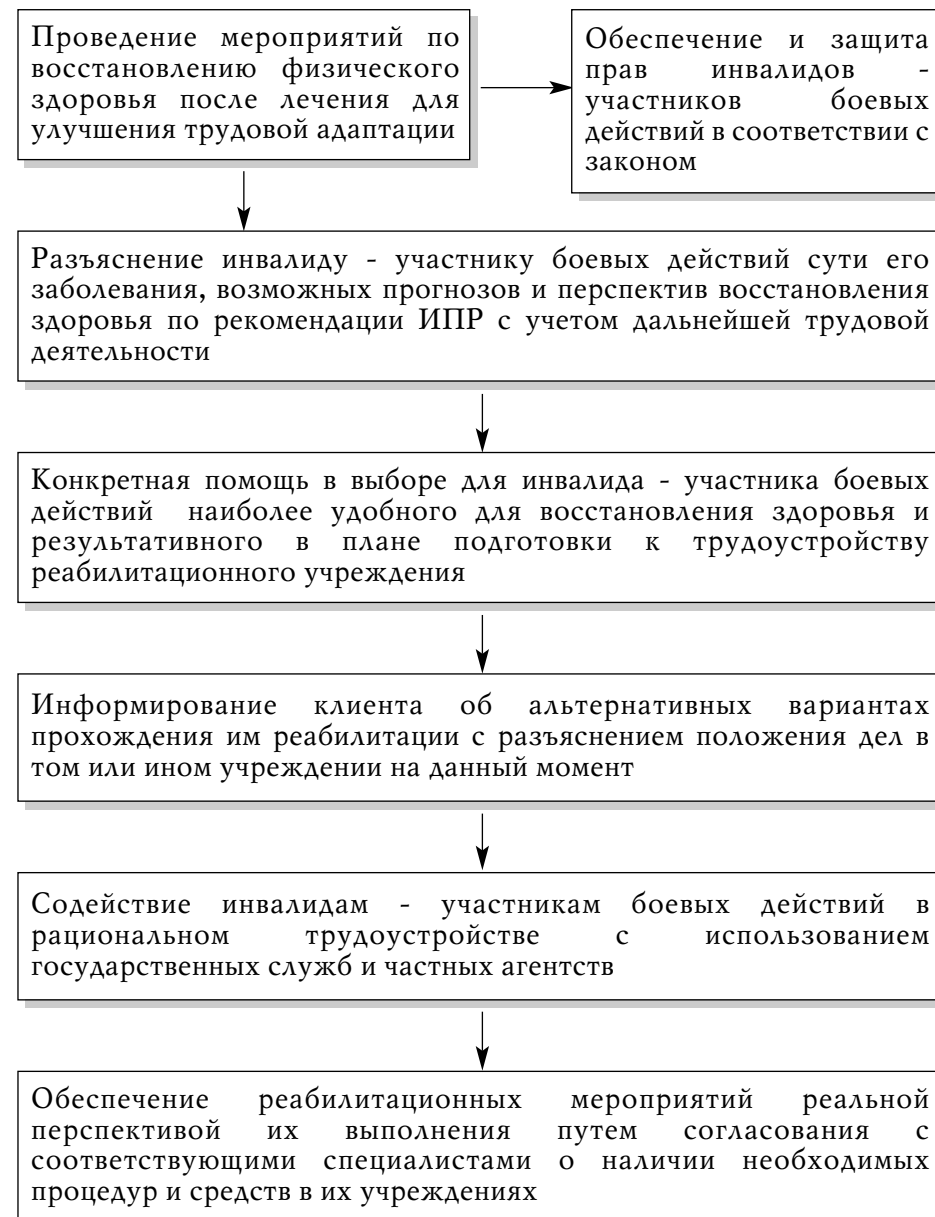 Проведение мероприятий по
восстановлению физического
здоровья после лечения для
улучшения трудовой адаптации
Обеспечение и защита
прав инвалидов -
участников боевых
действий в соответствии с
законом
Разъяснение инвалиду - участнику боевых действий сути его
заболевания, возможных прогнозов и перспектив восстановления
здоровья по рекомендации ИПР с учетом дальнейшей трудовой
деятельности
Конкретная помощь в выборе для инвалида - участника боевых
действий наиболее удобного для восстановления здоровья и
результативного в плане подготовки к трудоустройству
реабилитационного учреждения
Информирование клиента об альтернативных вариантах
прохождения им реабилитации с разъяснением положения дел в
том или ином учреждении на данный момент
Содействие инвалидам - участникам боевых действий в
рациональном трудоустройстве с использованием
государственных служб и частных агентств
Обеспечение реабилитационных мероприятий реальной
перспективой их выполнения путем согласования с
соответствующими специалистами о наличии необходимых
процедур и средств в их учреждениях